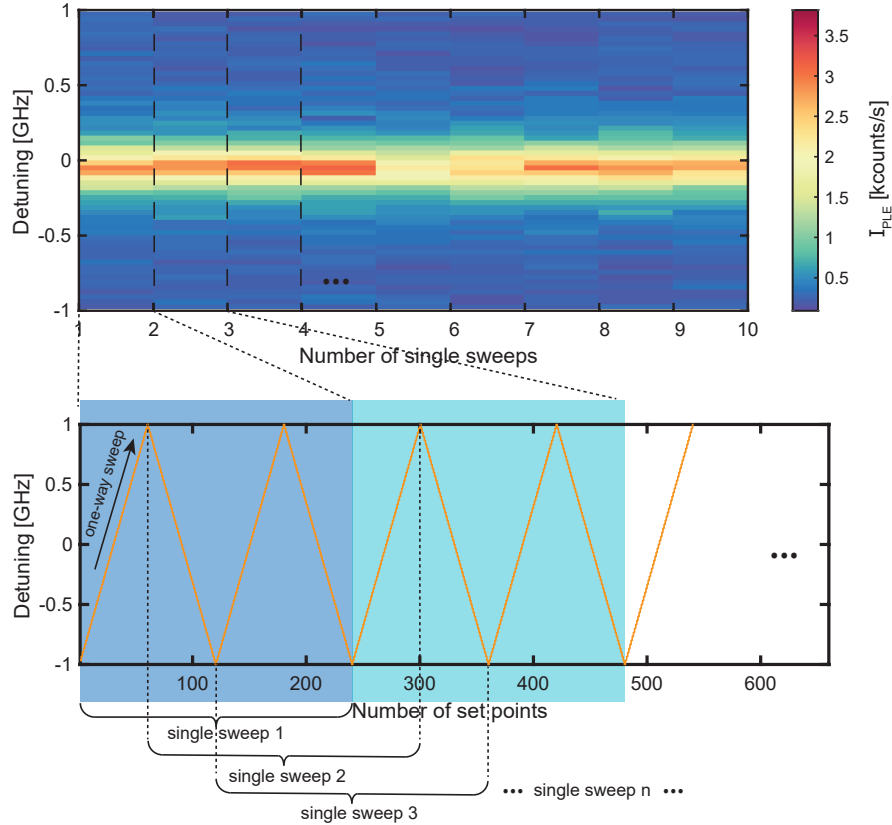 1
0.5
0
-0.5
-1
Detuning [GHz]
1 2 3 4 5 6 7 8 9 10
Number of single sweeps
•••
3.5
3
2.5
2
1.5
1
0.5
I_PLE [kcounts/s]
1
0.5
0
-0.5
-1
Detuning [GHz]
one-way sweep
•••
100 200 300 400 500 600
Number of set points
single sweep 1
single sweep 2
single sweep 3
••• single sweep n •••